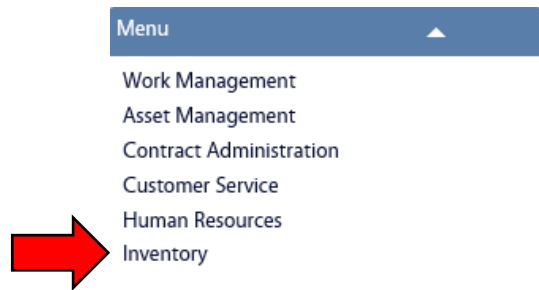 Menu
Work Management
Asset Management
Contract Administration
Customer Service
Human Resources
Inventory